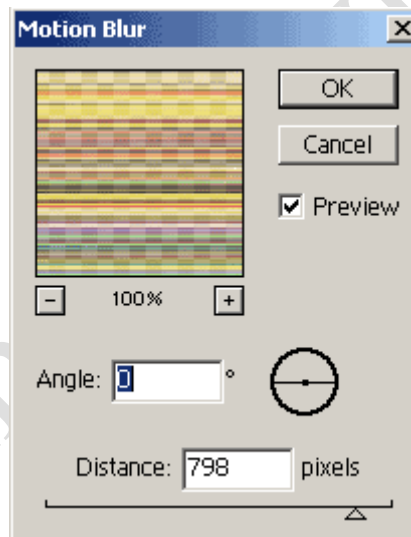 Motion Blur
OK
Cancel
Preview
- 100% +
Angle: 0 °
Distance: 798 pixels